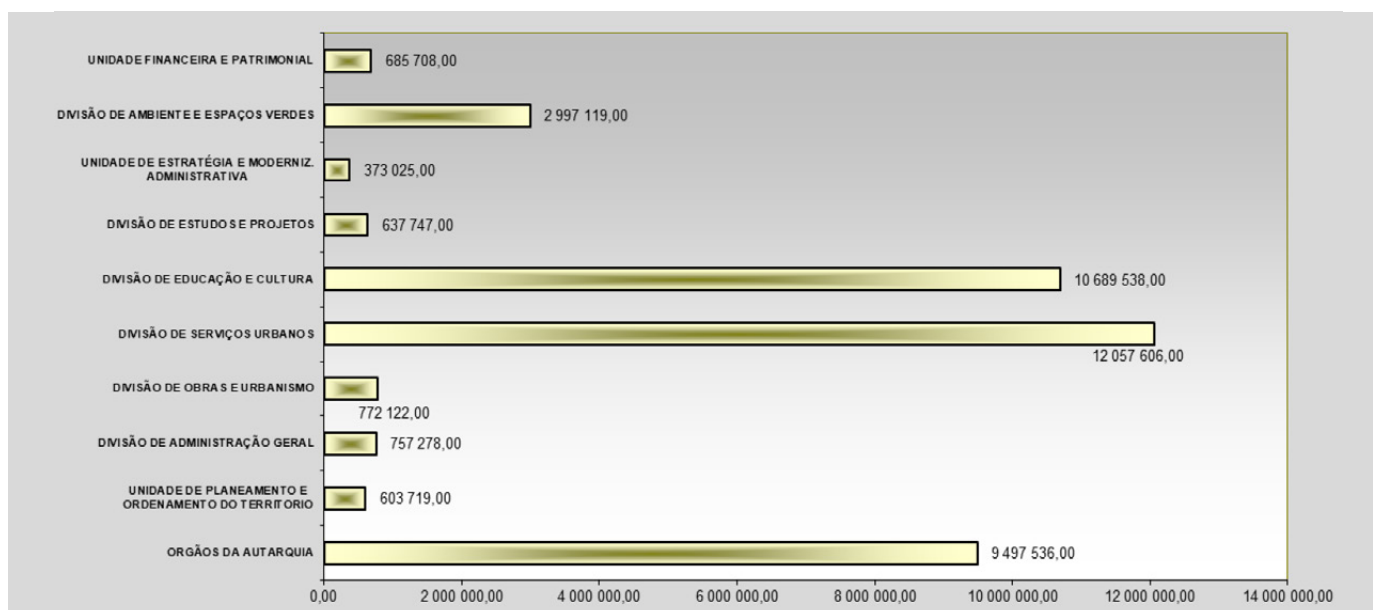 UNIDADE FINANCEIRA E PATRIMONIAL
685 708,00
DIVISÃO DE AMBIENTE E ESPAÇOS VERDES
2 997 119,00
UNIDADE DE ESTRATÉGIA E MODERNIZ.
ADMINISTRATIVA
373 025,00
DIVISÃO DE ESTUDOS E PROJETOS
637 747,00
DIVISÃO DE EDUCAÇÃO E CULTURA
10 689 538,00
DIVISÃO DE SERVIÇOS URBANOS
12 057 606,00
DIVISÃO DE OBRAS E URBANISMO
772 122,00
DIVISÃO DE ADMINISTRAÇÃO GERAL
757 278,00
UNIDADE DE PLANEAMENTO E
ORDENAMENTO DO TERRITORIO
603 719,00
ORGÃOS DA AUTARQUIA
9 497 536,00
0,00 2 000 000,00 4 000 000,00 6 000 000,00 8 000 000,00 10 000 000,00 12 000 000,00 14 000 000,00